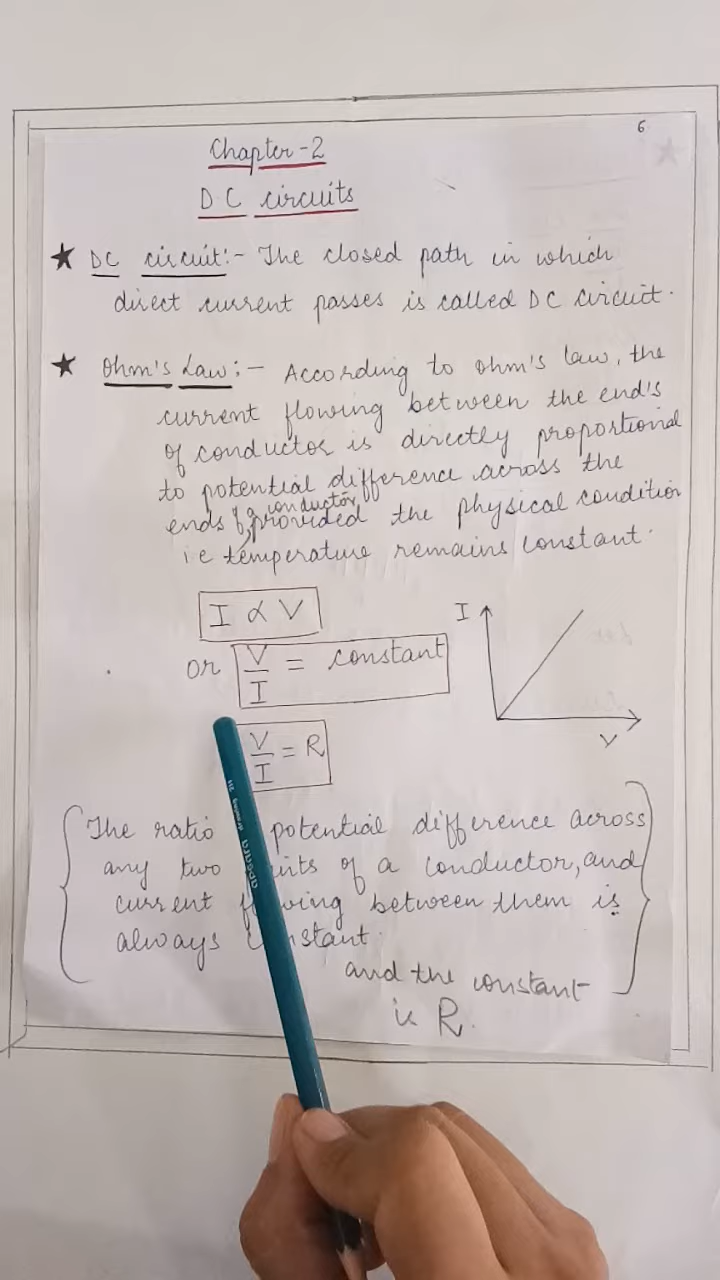 6
Chapter-2
DC circuits
★ DC circuit:- The closed path in which
direct current passes is called DC circuit.
★ Ohm's Law:- According to ohm's law, the
current flowing between the end's
of conductor is directly proportional
to potential difference across the
conductor
ends of a, provided the physical condition
i.e temperature remains constant.
I ∝ V
or V/I = constant
V/I = R
I
V
The ratio potential difference across
any two of a conductor, and
current between them is
always
and the constant
is R.
apsara